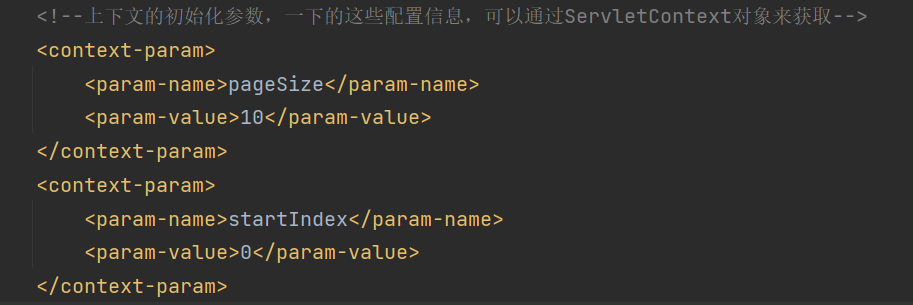 <!--上下文的初始化参数，一下的这些配置信息，可以通过ServletContext对象来获取-->
<context-param>
    <param-name>pageSize</param-name>
    <param-value>10</param-value>
</context-param>
<context-param>
    <param-name>startIndex</param-name>
    <param-value>0</param-value>
</context-param>